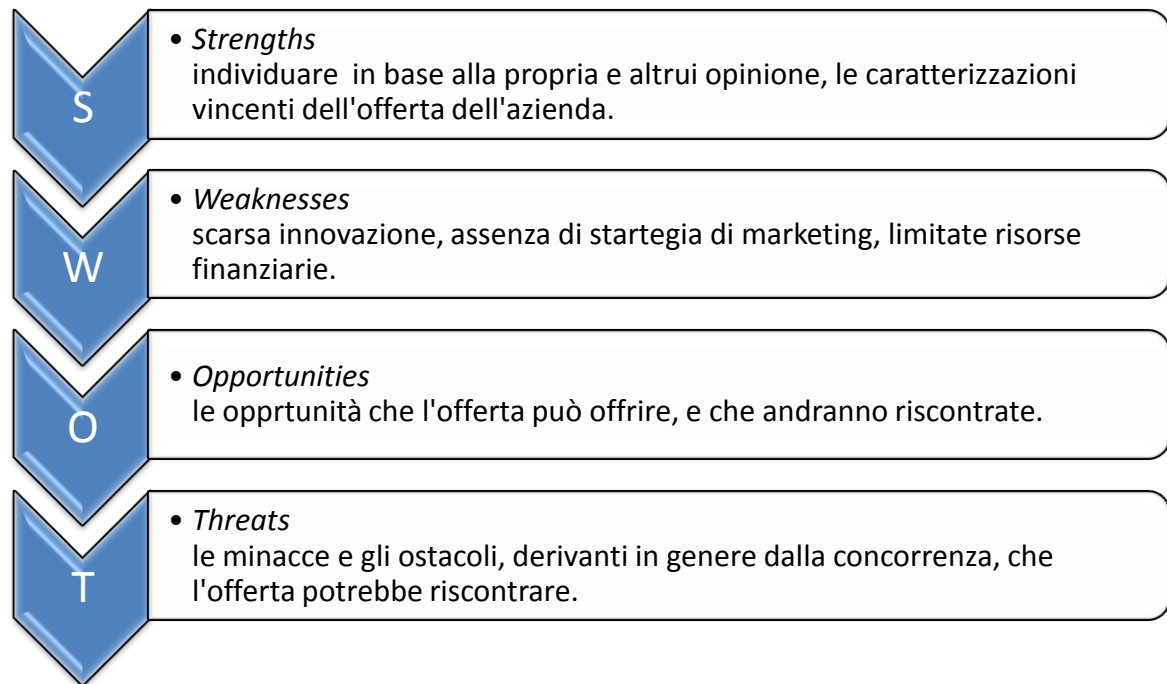 S
• Strengths
individuare  in base alla propria e altrui opinione, le caratterizzazioni
vincenti dell'offerta dell'azienda.
W
• Weaknesses
scarsa innovazione, assenza di startegia di marketing, limitate risorse
finanziarie.
O
• Opportunities
le opprtunità che l'offerta può offrire, e che andranno riscontrate.
T
• Threats
le minacce e gli ostacoli, derivanti in genere dalla concorrenza, che
l'offerta potrebbe riscontrare.